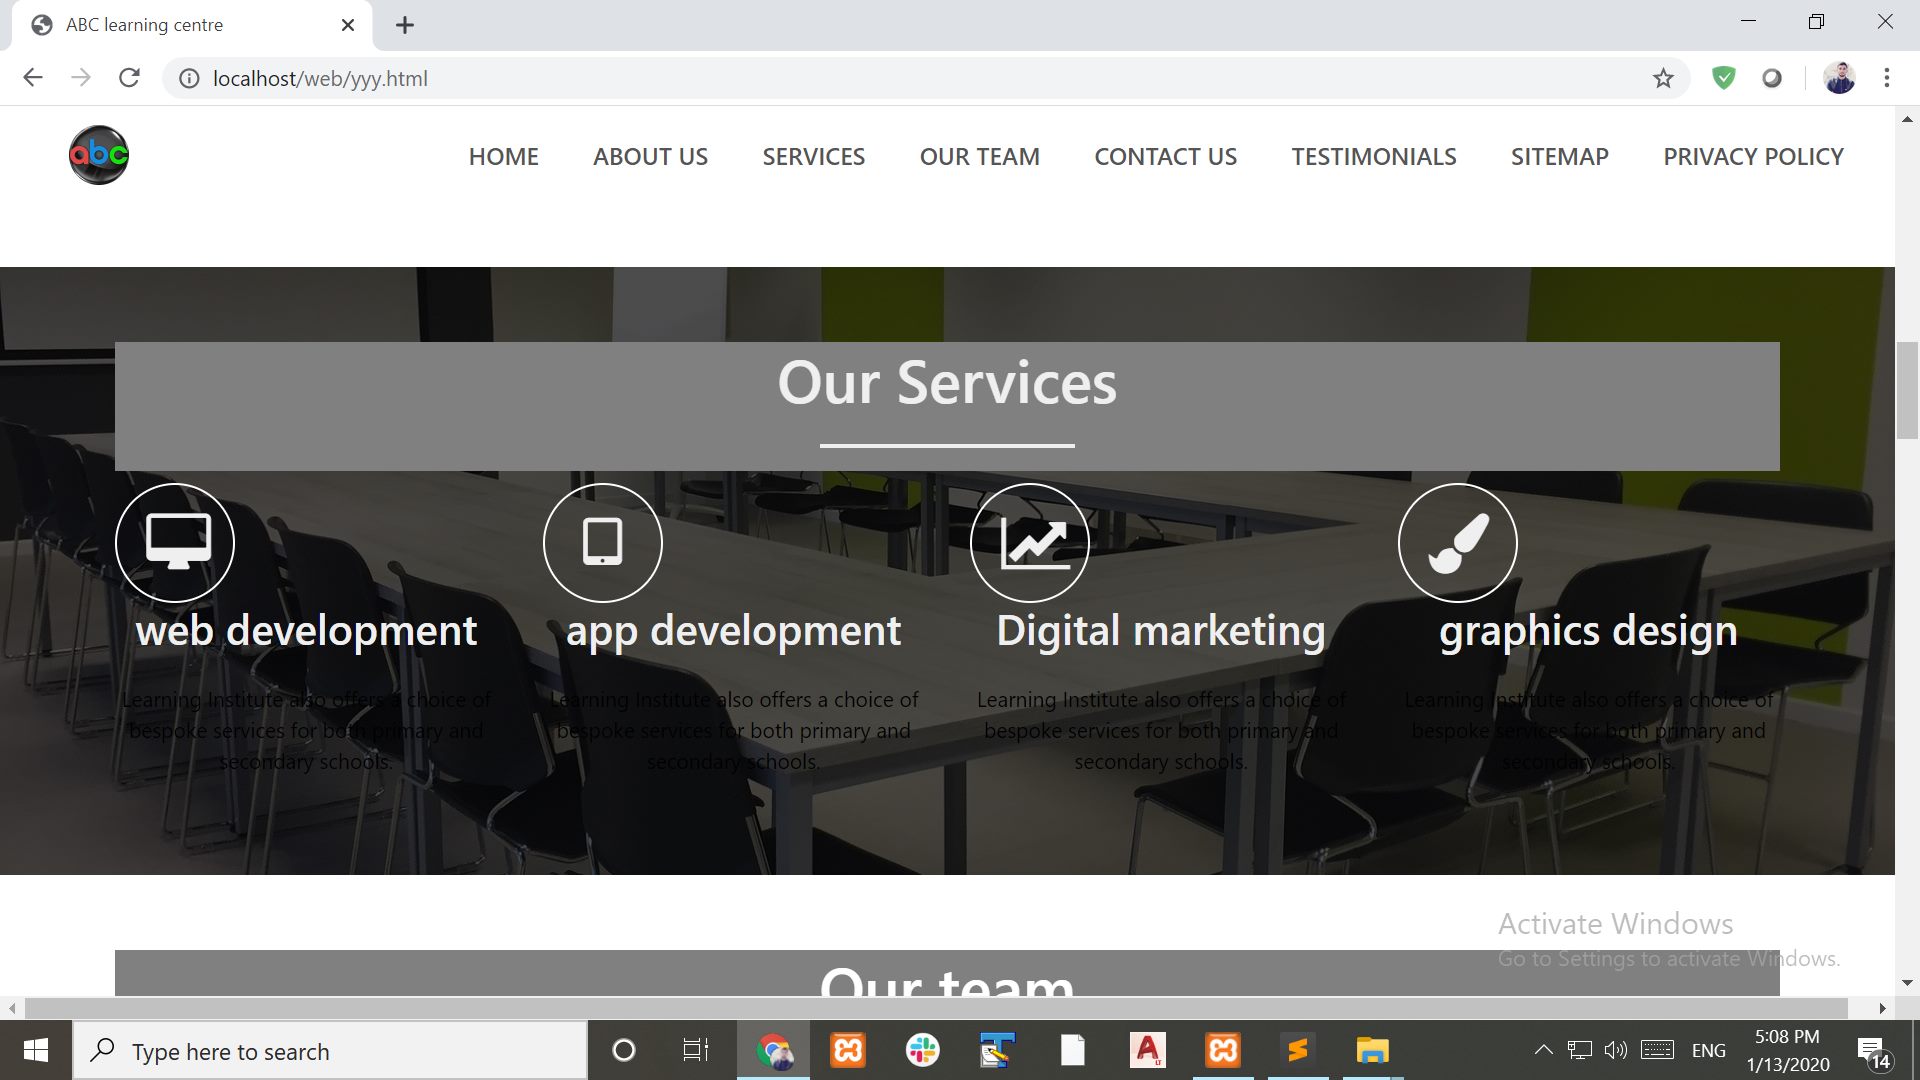 ABC learning centre
localhost/web/yyy.html
abc
HOME ABOUT US SERVICES OUR TEAM CONTACT US TESTIMONIALS SITEMAP PRIVACY POLICY
Our Services
web development
Learning Institute also offers a choice of
bespoke services for both primary and
secondary schools.
app development
Learning Institute also offers a choice of
bespoke services for both primary and
secondary schools.
Digital marketing
Learning Institute also offers a choice of
bespoke services for both primary and
secondary schools.
graphics design
Learning Institute also offers a choice of
bespoke services for both primary and
secondary schools.
Our team
Activate Windows
Go to Settings to activate Windows.
Type here to search
A
LT
ENG
5:08 PM
1/13/2020
14